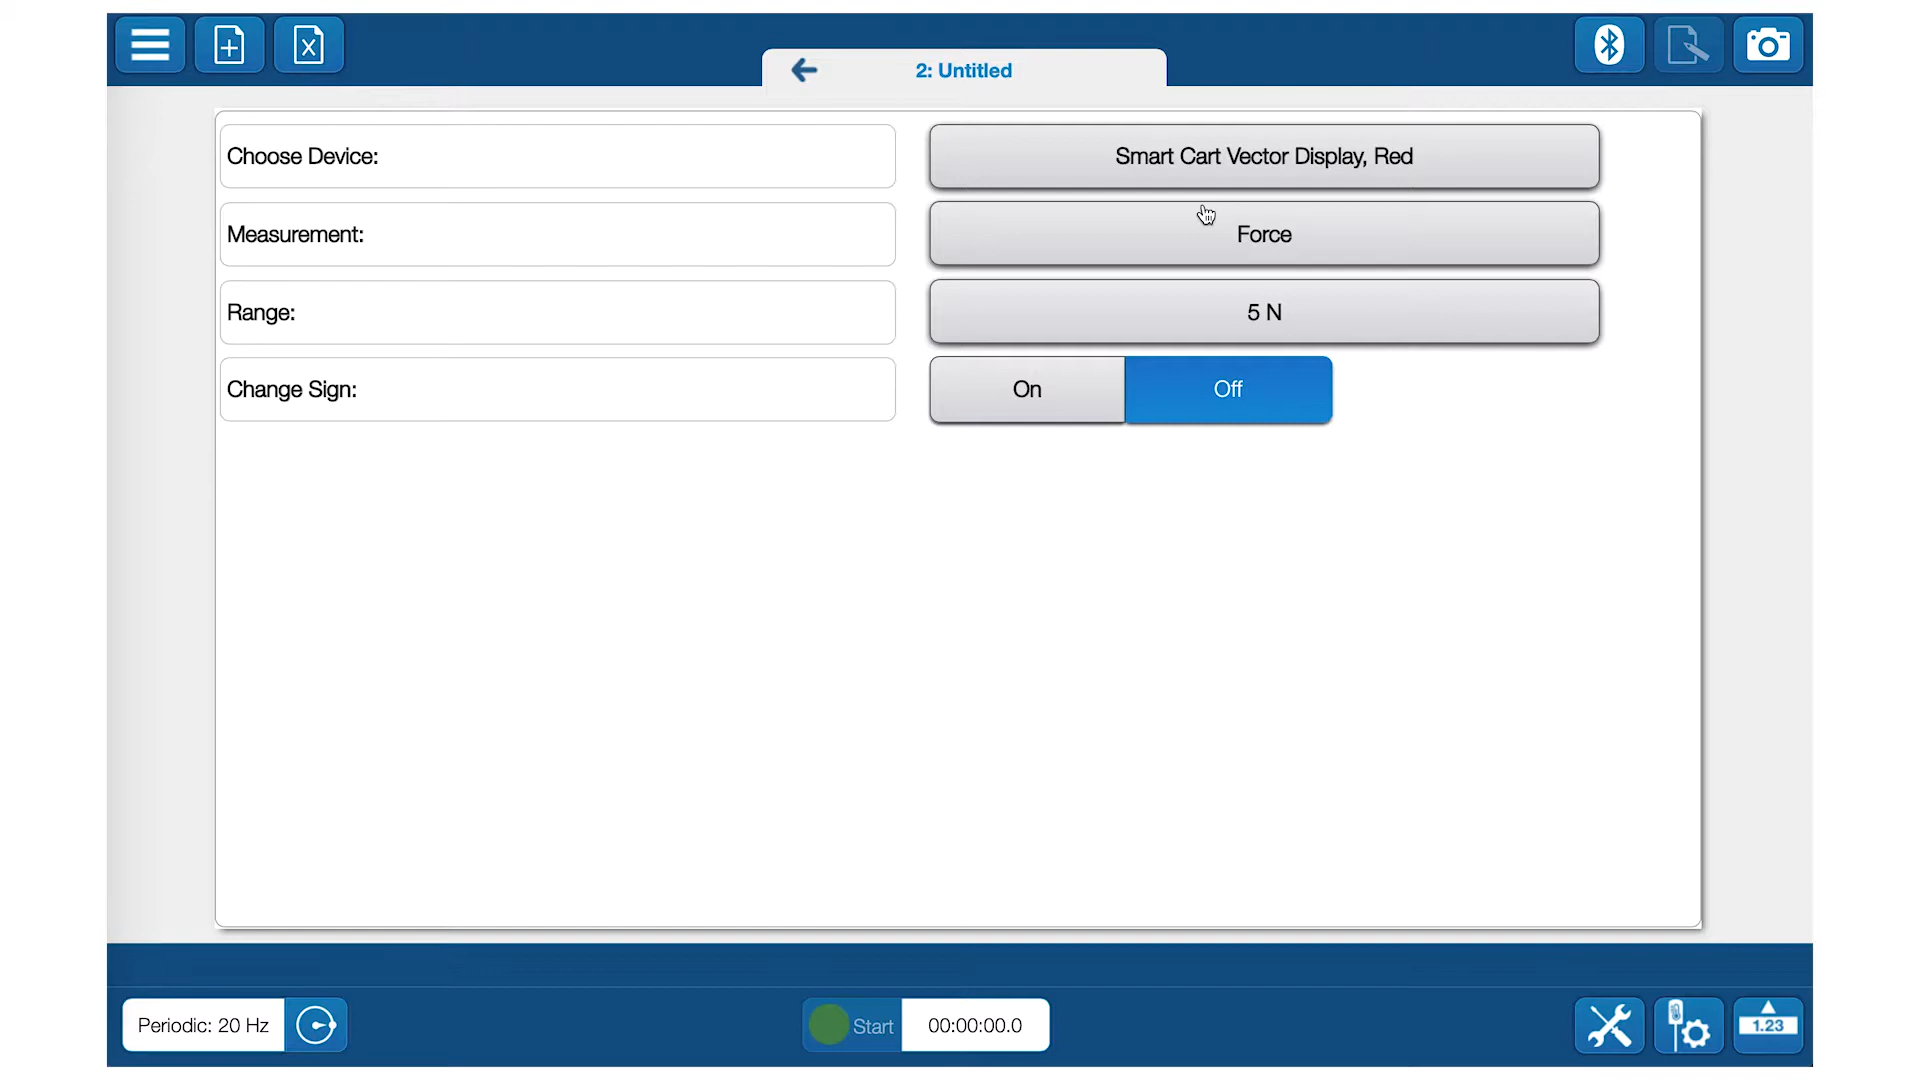 2: Untitled
Choose Device:
Smart Cart Vector Display, Red
Measurement:
Force
Range:
5 N
Change Sign:
On
Off
Periodic: 20 Hz
Start
00:00:00.0
1.23